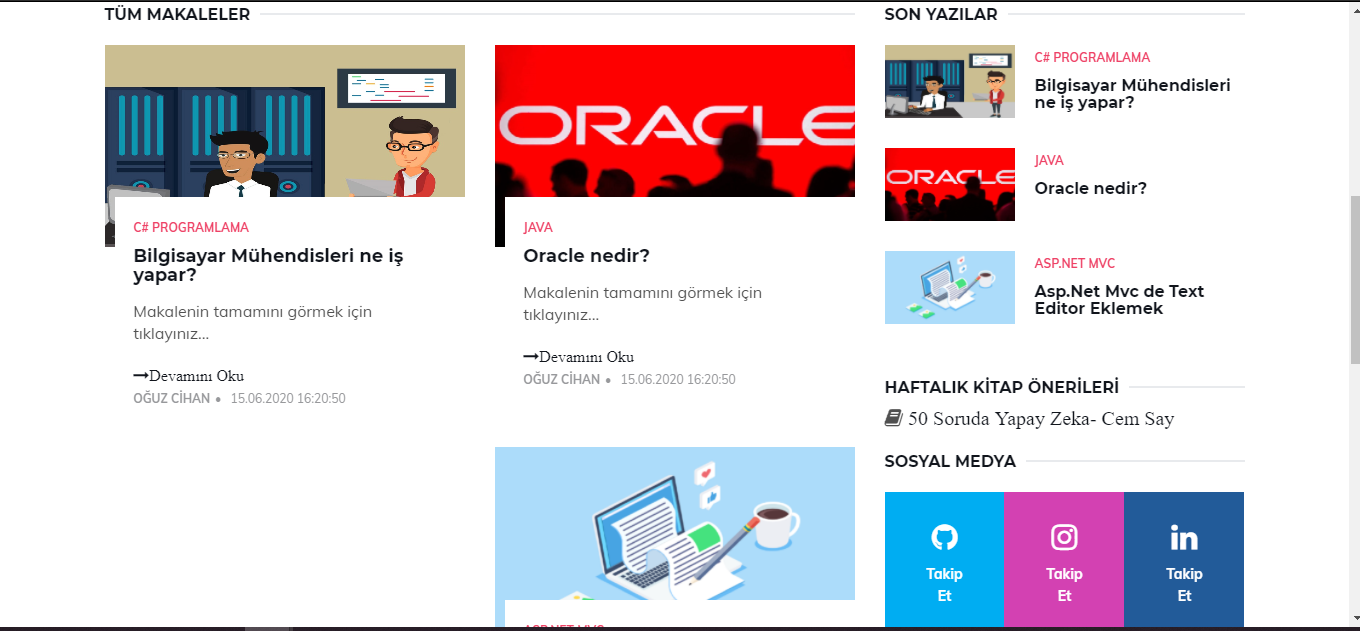 TÜM MAKALELER
ORACLE
C# PROGRAMLAMA
Bilgisayar Mühendisleri ne iş
yapar?
Makalenin tamamını görmek için
tıklayınız...
Devamını Oku
OĞUZ CİHAN • 15.06.2020 16:20:50
JAVA
Oracle nedir?
Makalenin tamamını görmek için
tıklayınız...
Devamını Oku
OĞUZ CİHAN • 15.06.2020 16:20:50
ASP.NET MVC
SON YAZILAR
C# PROGRAMLAMA
Bilgisayar Mühendisleri
ne iş yapar?
ORACLE
JAVA
Oracle nedir?
ASP.NET MVC
Asp.Net Mvc de Text
Editor Eklemek
HAFTALIK KİTAP ÖNERİLERİ
50 Soruda Yapay Zeka- Cem Say
SOSYAL MEDYA
Takip
Et
Takip
Et
in
Takip
Et